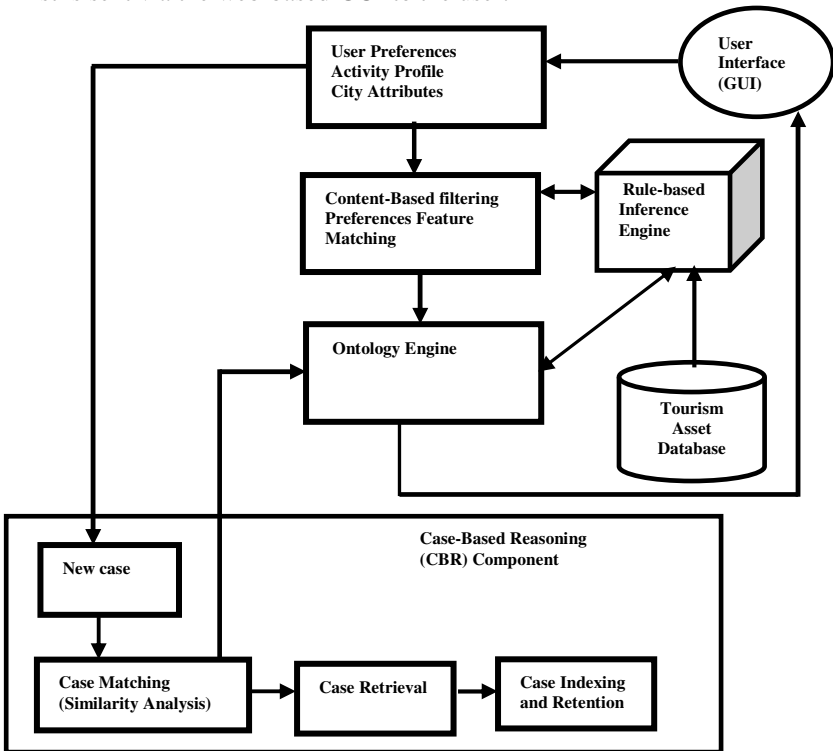 User Preferences
Activity Profile
City Attributes
User
Interface
(GUI)
Content-Based filtering
Preferences Feature
Matching
Rule-based
Inference
Engine
Ontology Engine
Tourism
Asset
Database
Case-Based Reasoning
(CBR) Component
New case
Case Matching
(Similarity Analysis)
Case Retrieval
Case Indexing
and Retention